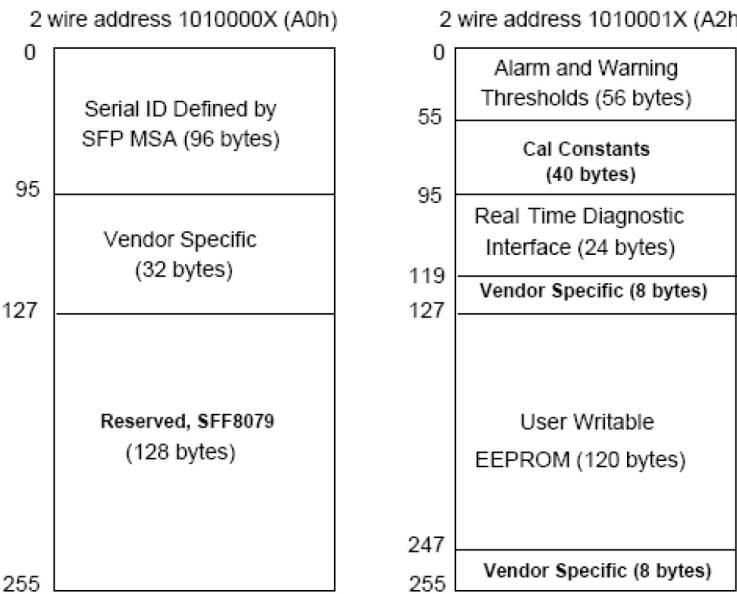 2 wire address 1010000X (A0h)
0
Serial ID Defined by
SFP MSA (96 bytes)
95
Vendor Specific
(32 bytes)
127
Reserved, SFF8079
(128 bytes)
255
2 wire address 1010001X (A2h
0
Alarm and Warning
Thresholds (56 bytes)
55
Cal Constants
(40 bytes)
95
Real Time Diagnostic
Interface (24 bytes)
119
Vendor Specific (8 bytes)
127
User Writable
EEPROM (120 bytes)
247
Vendor Specific (8 bytes)
255